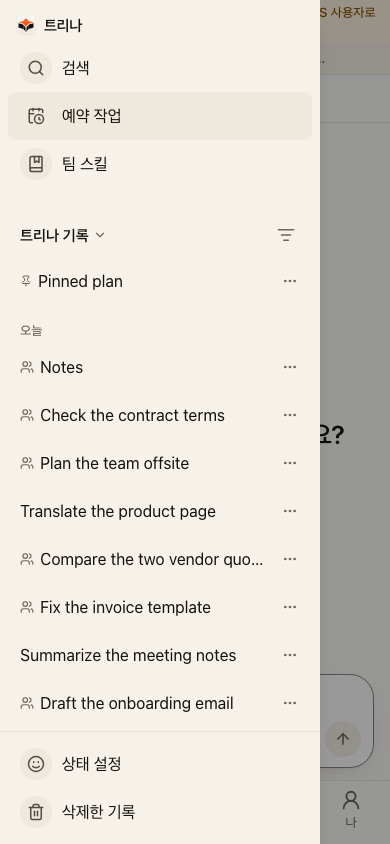 트리나
S 사용자로
검색
예약 작업
팀 스킬
트리나 기록
Pinned plan
오늘
Notes
Check the contract terms
요?
Plan the team offsite
Translate the product page
Compare the two vendor quo...
Fix the invoice template
Summarize the meeting notes
Draft the onboarding email
상태 설정
삭제한 기록
나